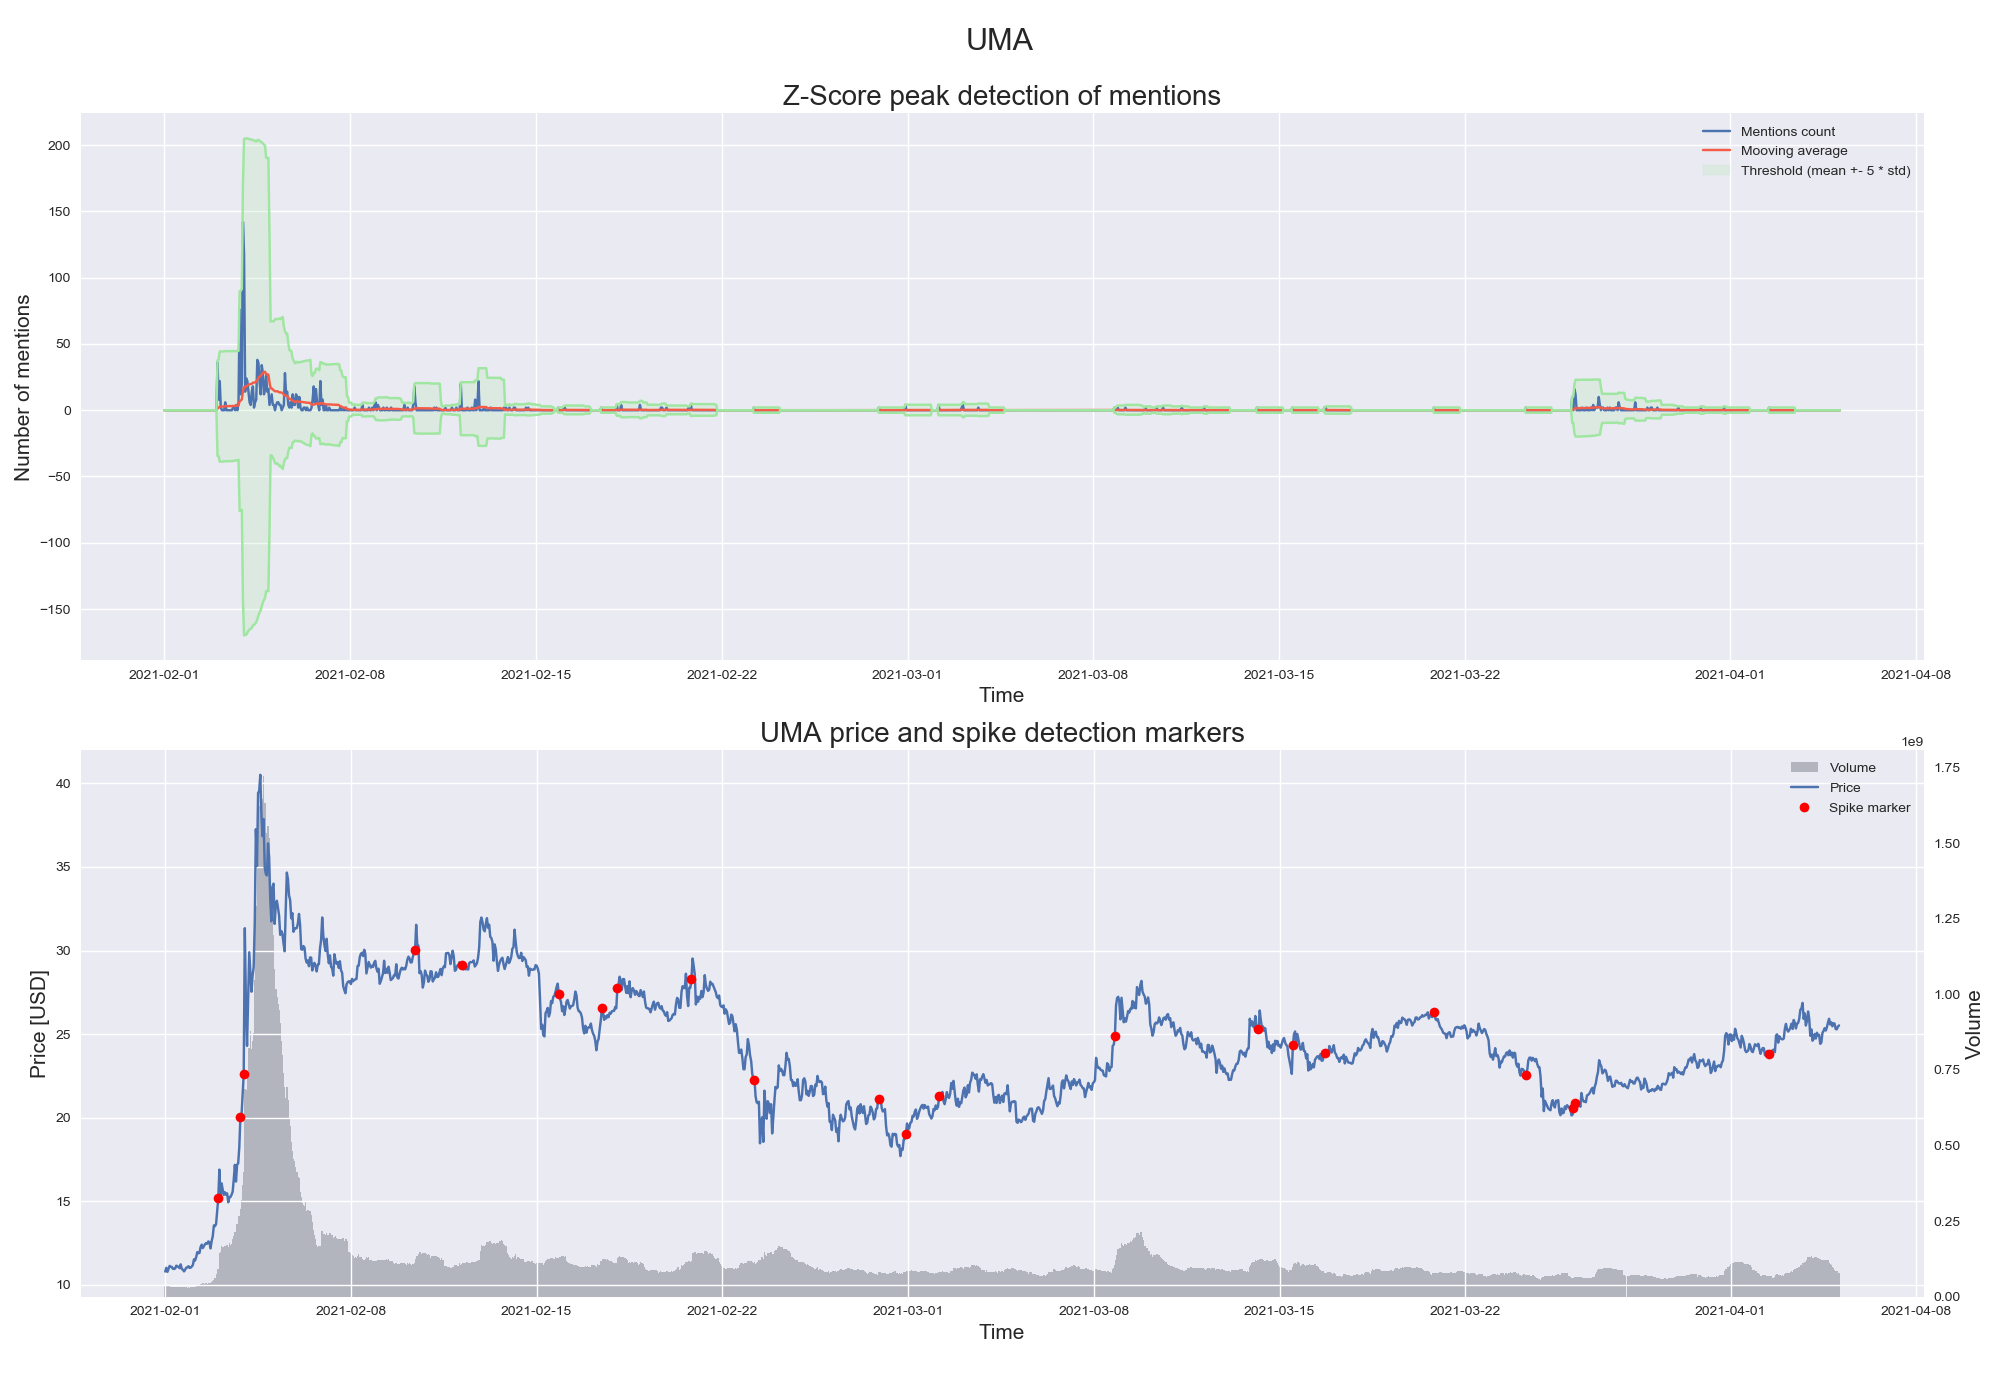 UMA
Z-Score peak detection of mentions
Mentions count
Mooving average
Threshold (mean +- 5 * std)
200
150
100
50
0
−50
−100
−150
Number of mentions
2021-02-01 2021-02-08 2021-02-15 2021-02-22 2021-03-01 2021-03-08 2021-03-15 2021-03-22 2021-04-01 2021-04-08
Time
UMA price and spike detection markers
1e9
Volume
Price
Spike marker
40
35
30
25
20
15
10
Price [USD]
1.75
1.50
1.25
1.00
0.75
0.50
0.25
0.00
Volume
2021-02-01 2021-02-08 2021-02-15 2021-02-22 2021-03-01 2021-03-08 2021-03-15 2021-03-22 2021-04-01 2021-04-08
Time